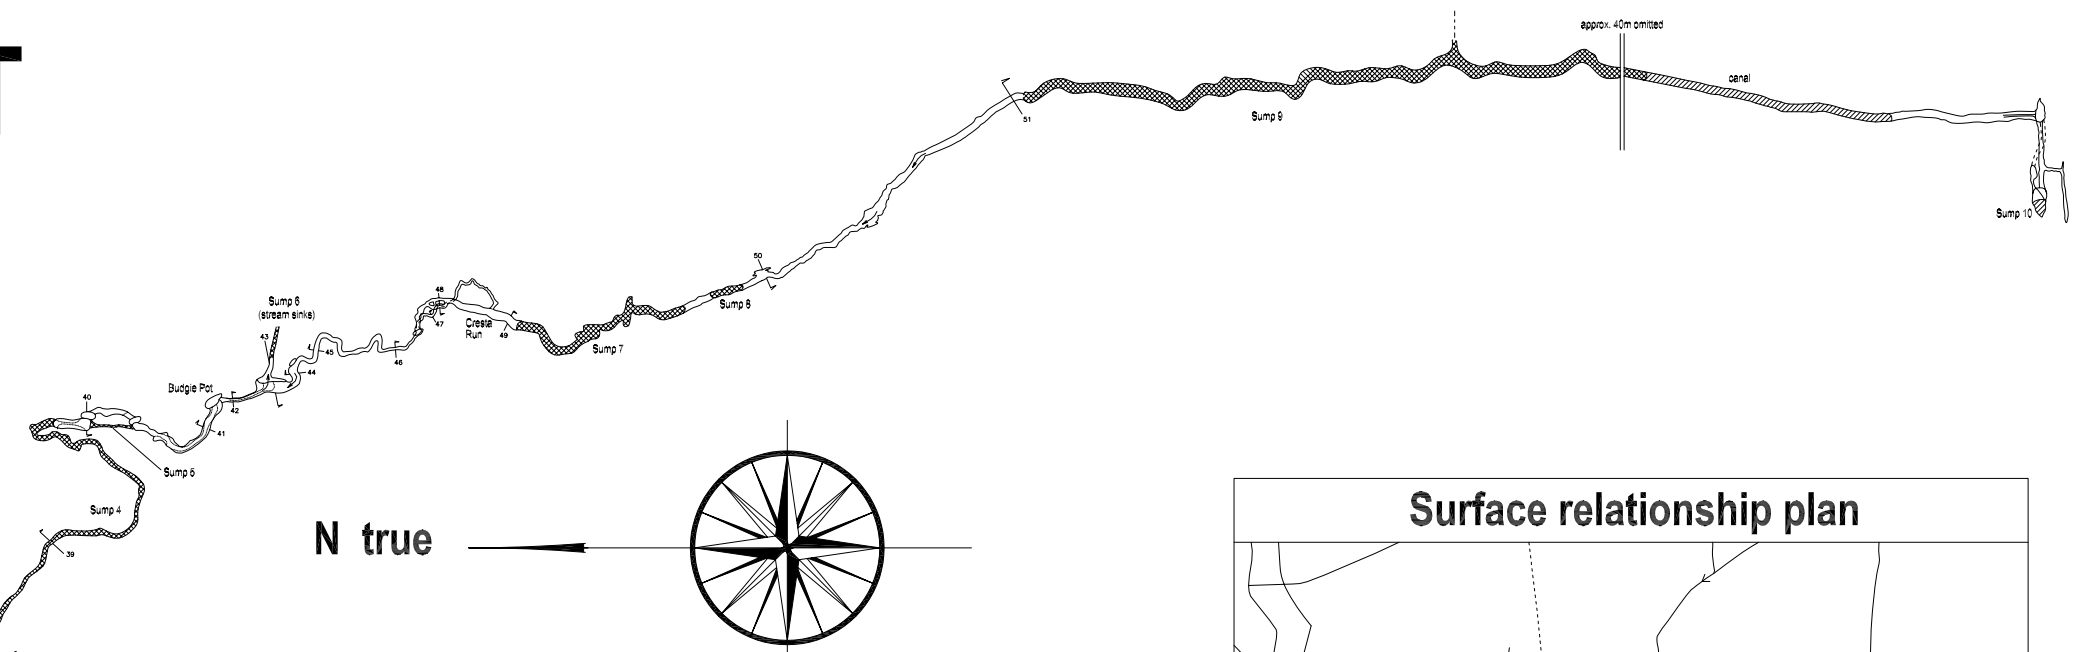 approx. 40m omitted
canal
51
Sump 9
Sump 10
50
Sump 8
48
47
Cresta
Run
49
Sump 7
Sump 6
(stream sinks)
43
45
46
44
Budgie Pot
42
40
41
Sump 5
Sump 4
39
N true
Surface relationship plan